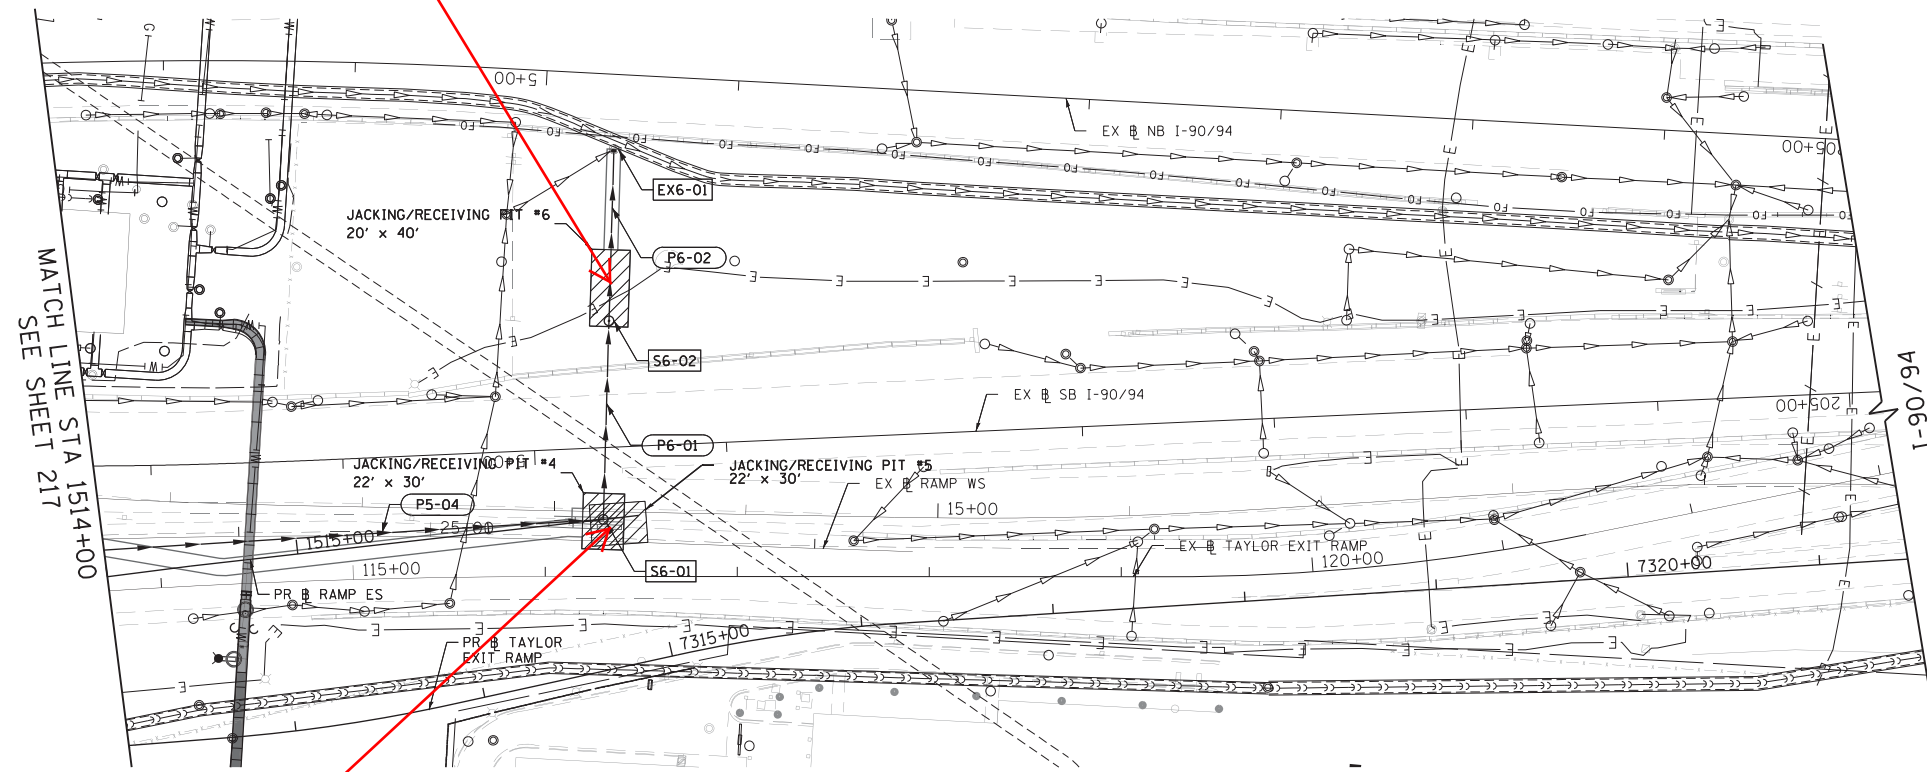 5+00
EX ⅊ NB I-90/94
205+00
EX6-01
JACKING/RECEIVING PIT #6
20' x 40'
P6-02
S6-02
MATCH LINE STA 1514+00
SEE SHEET 217
EX ⅊ SB I-90/94
205+00
I-90/94
P6-01
JACKING/RECEIVING PIT #4
22' x 30'
JACKING/RECEIVING PIT #5
22' x 30'
EX ⅊ RAMP WS
P5-04
15+00
1515+00
EX ⅊ TAYLOR EXIT RAMP
120+00
7320+00
115+00
S6-01
PR ⅊ RAMP ES
7315+00
PR ⅊ TAYLOR
EXIT RAMP